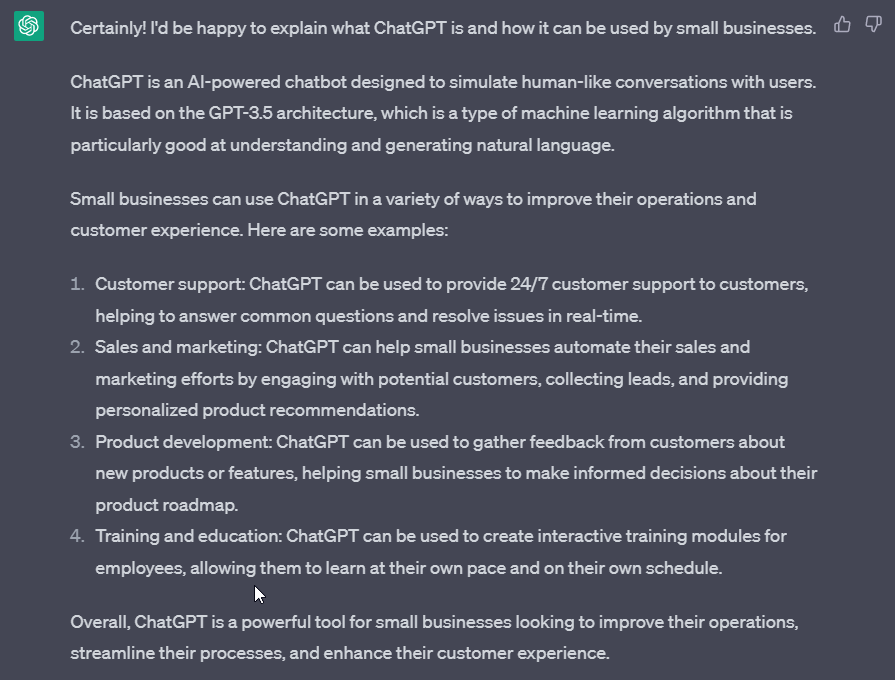 Certainly! I'd be happy to explain what ChatGPT is and how it can be used by small businesses.
ChatGPT is an AI-powered chatbot designed to simulate human-like conversations with users.
It is based on the GPT-3.5 architecture, which is a type of machine learning algorithm that is
particularly good at understanding and generating natural language.
Small businesses can use ChatGPT in a variety of ways to improve their operations and
customer experience. Here are some examples:
1. Customer support: ChatGPT can be used to provide 24/7 customer support to customers,
helping to answer common questions and resolve issues in real-time.
2. Sales and marketing: ChatGPT can help small businesses automate their sales and
marketing efforts by engaging with potential customers, collecting leads, and providing
personalized product recommendations.
3. Product development: ChatGPT can be used to gather feedback from customers about
new products or features, helping small businesses to make informed decisions about their
product roadmap.
4. Training and education: ChatGPT can be used to create interactive training modules for
employees, allowing them to learn at their own pace and on their own schedule.
Overall, ChatGPT is a powerful tool for small businesses looking to improve their operations,
streamline their processes, and enhance their customer experience.